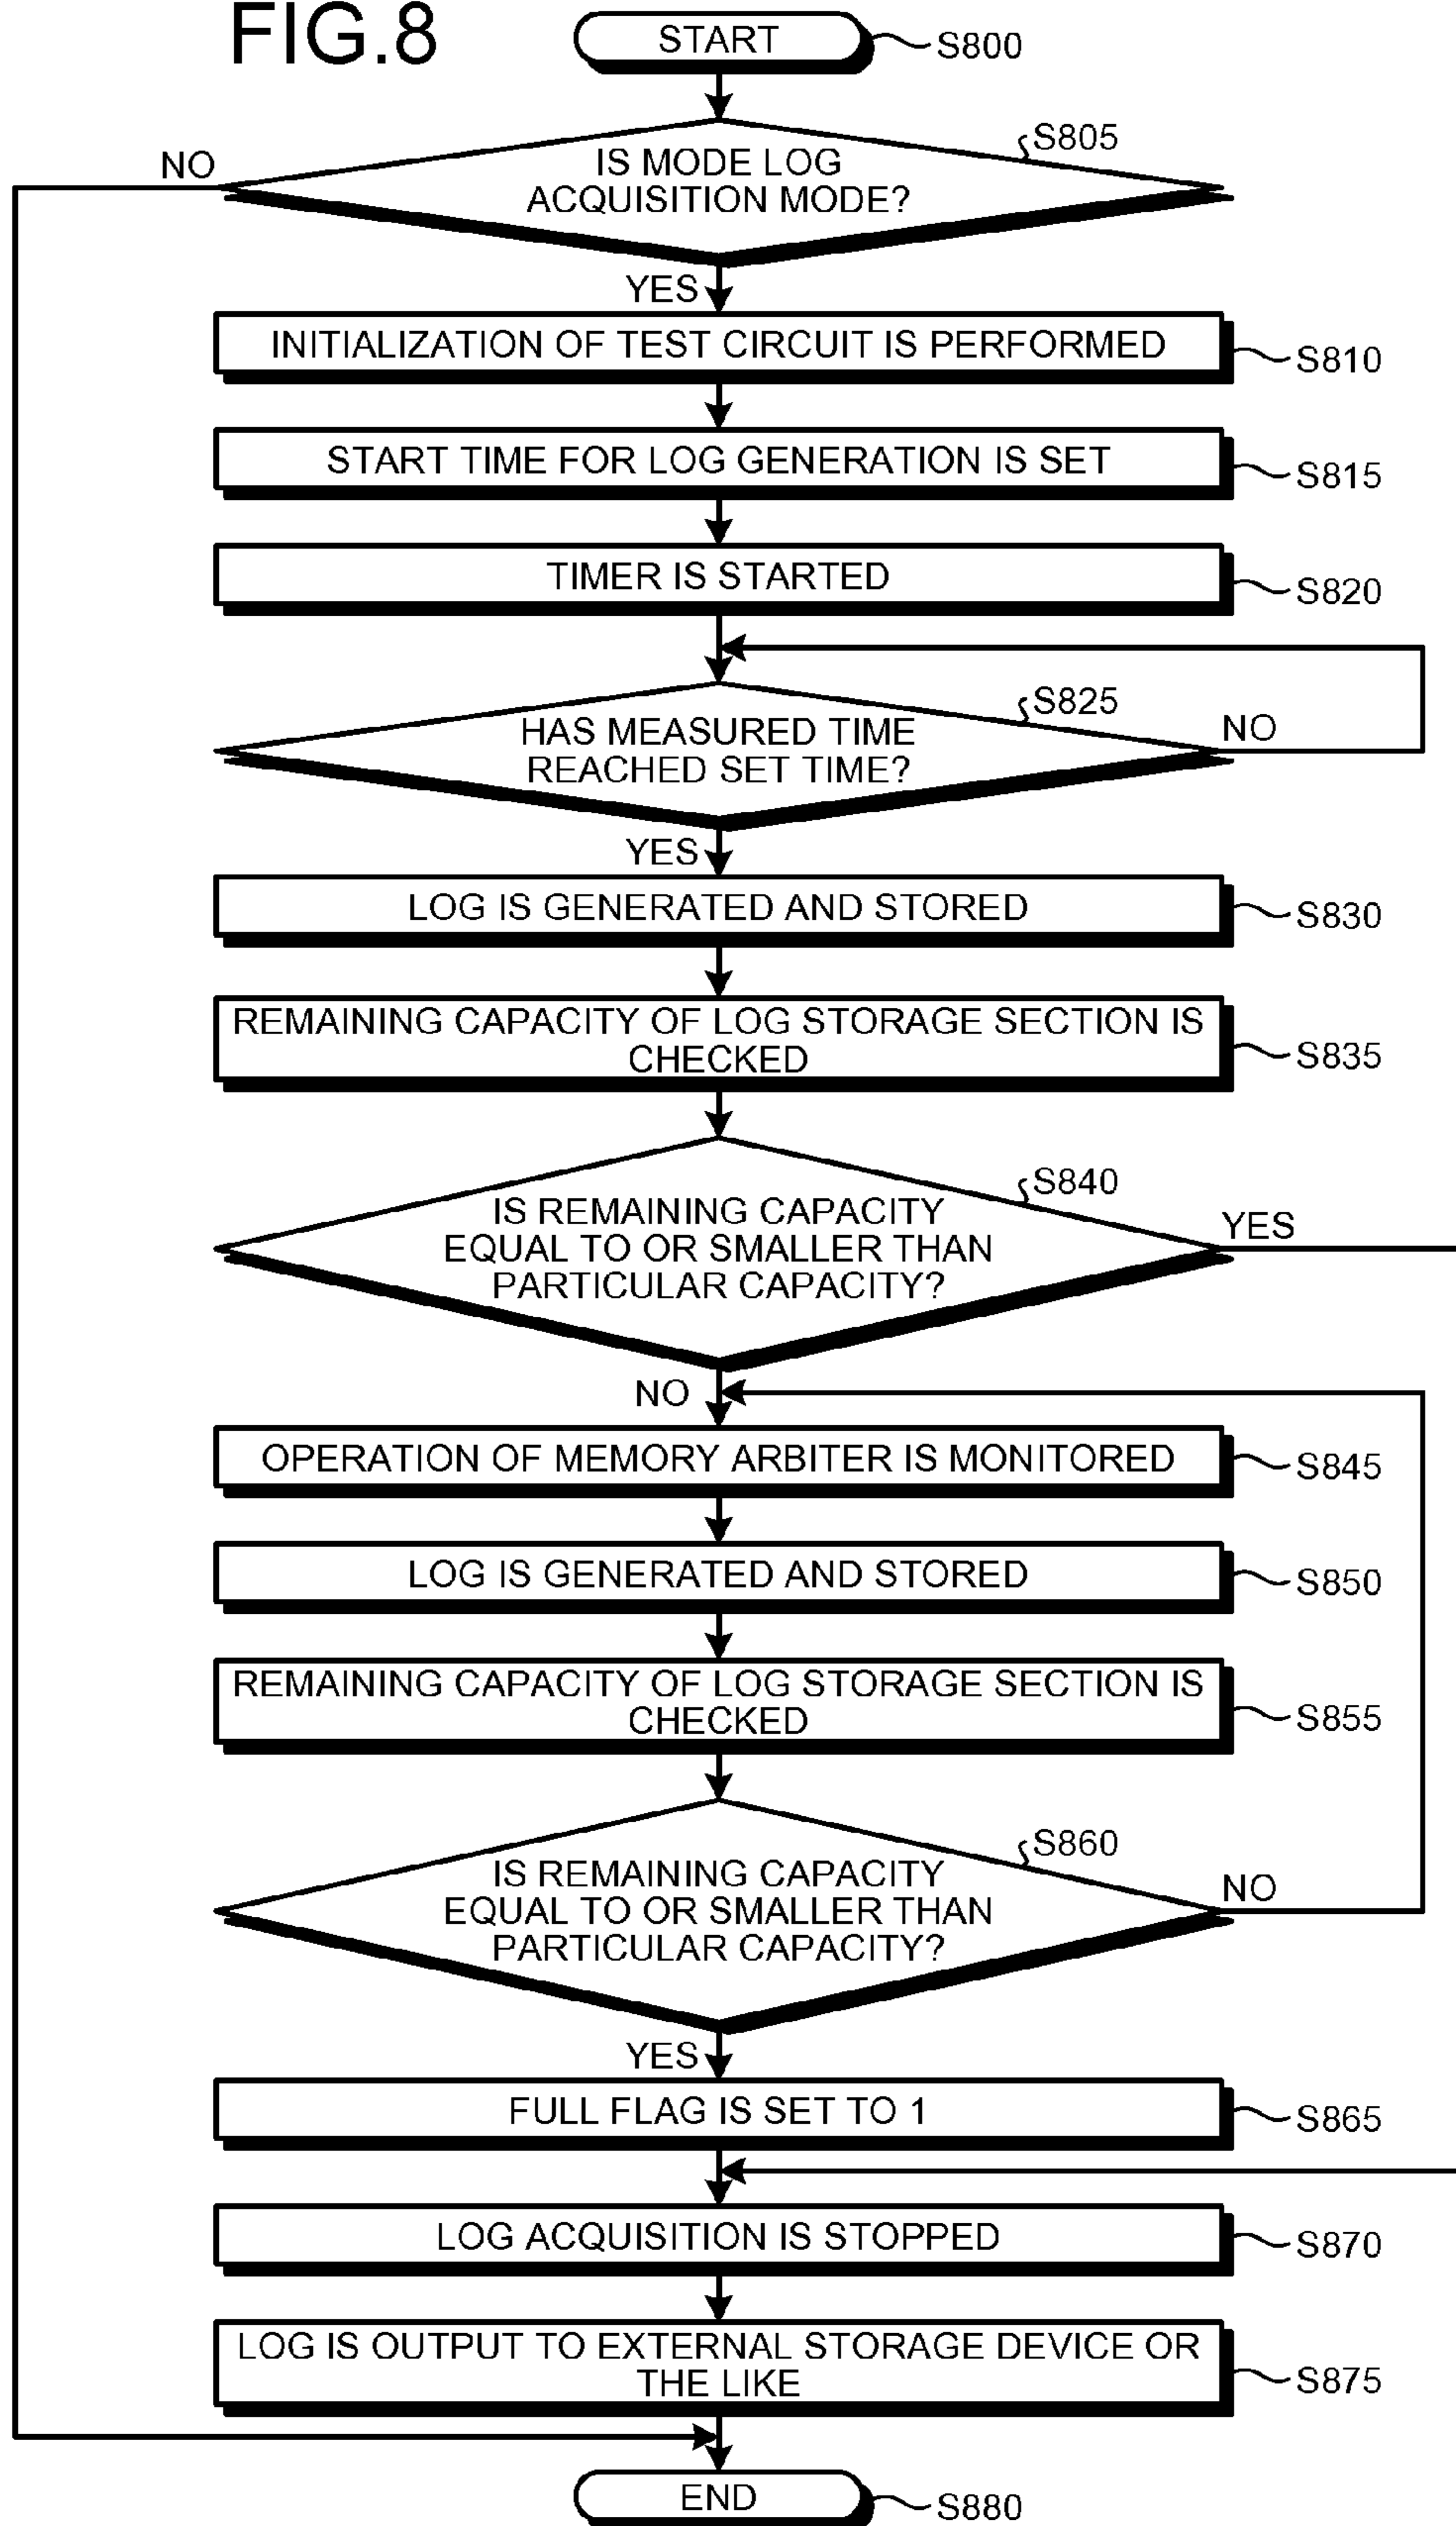 FIG.8
START
S800
S805
NO
IS MODE LOG
ACQUISITION MODE?
YES
INITIALIZATION OF TEST CIRCUIT IS PERFORMED
S810
START TIME FOR LOG GENERATION IS SET
S815
TIMER IS STARTED
S820
S825
HAS MEASURED TIME
REACHED SET TIME?
NO
YES
LOG IS GENERATED AND STORED
S830
REMAINING CAPACITY OF LOG STORAGE SECTION IS
CHECKED
S835
S840
IS REMAINING CAPACITY
EQUAL TO OR SMALLER THAN
PARTICULAR CAPACITY?
YES
NO
OPERATION OF MEMORY ARBITER IS MONITORED
S845
LOG IS GENERATED AND STORED
S850
REMAINING CAPACITY OF LOG STORAGE SECTION IS
CHECKED
S855
S860
IS REMAINING CAPACITY
EQUAL TO OR SMALLER THAN
PARTICULAR CAPACITY?
NO
YES
FULL FLAG IS SET TO 1
S865
LOG ACQUISITION IS STOPPED
S870
LOG IS OUTPUT TO EXTERNAL STORAGE DEVICE OR
THE LIKE
S875
END
S880